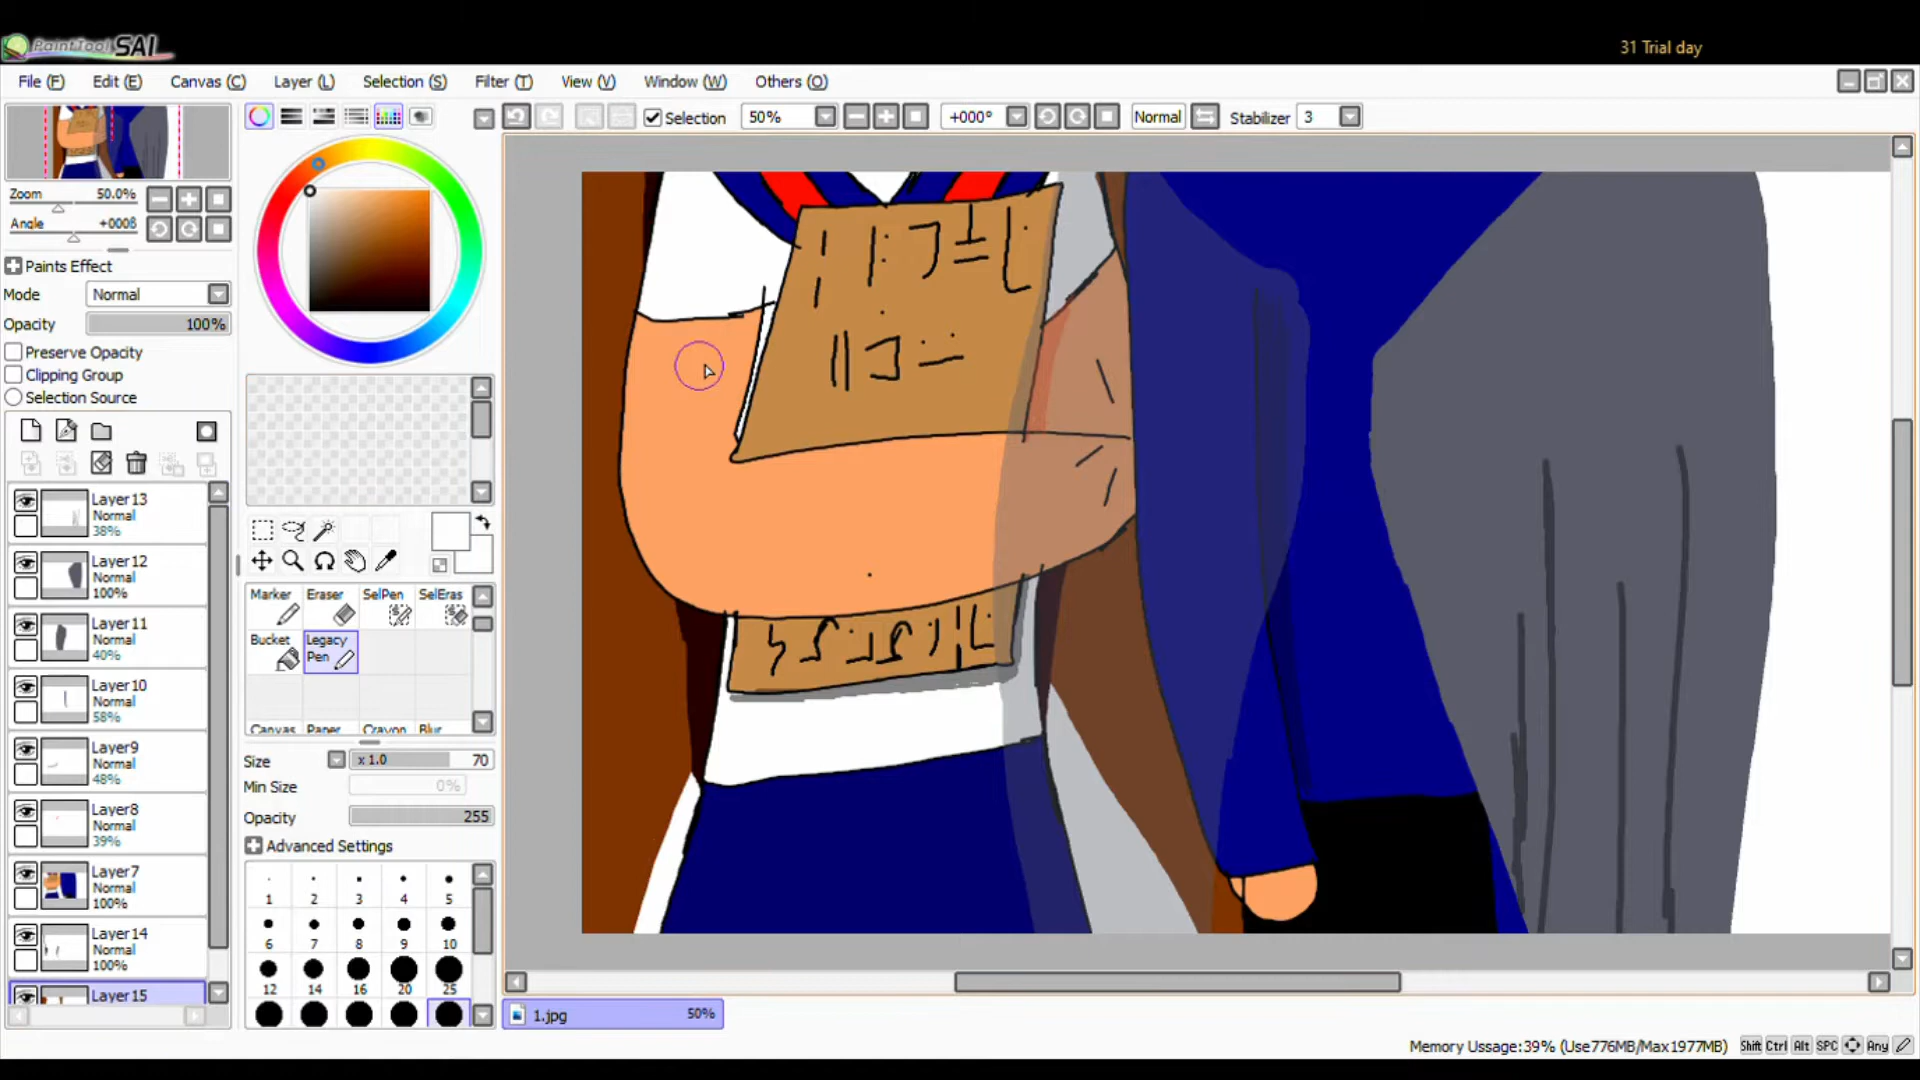 PaintTool SAI
31 Trial day
File (F) Edit (E) Canvas (C) Layer (L) Selection (S) Filter (T) View (V) Window (W) Others (O)
Selection 50% +000° Normal Stabilizer 3
Zoom 50.0%
Angle +000ß
Paints Effect
Mode Normal
Opacity 100%
Preserve Opacity
Clipping Group
Selection Source
Layer13
Normal
38%
Layer12
Normal
100%
Layer11
Normal
40%
Layer10
Normal
58%
Layer9
Normal
48%
Layer8
Normal
39%
Layer7
Normal
100%
Layer14
Normal
100%
Layer15
Marker Eraser SelPen SelEras
Bucket Legacy Pen
Canvas Paper Crayon Blur
Size x 1.0 70
Min Size 0%
Opacity 255
Advanced Settings
1 2 3 4 5
6 7 8 9 10
12 14 16 20 25
1.jpg 50%
Memory Ussage:39% (Use776MB/Max1977MB) Shift Ctrl Alt SPC Any